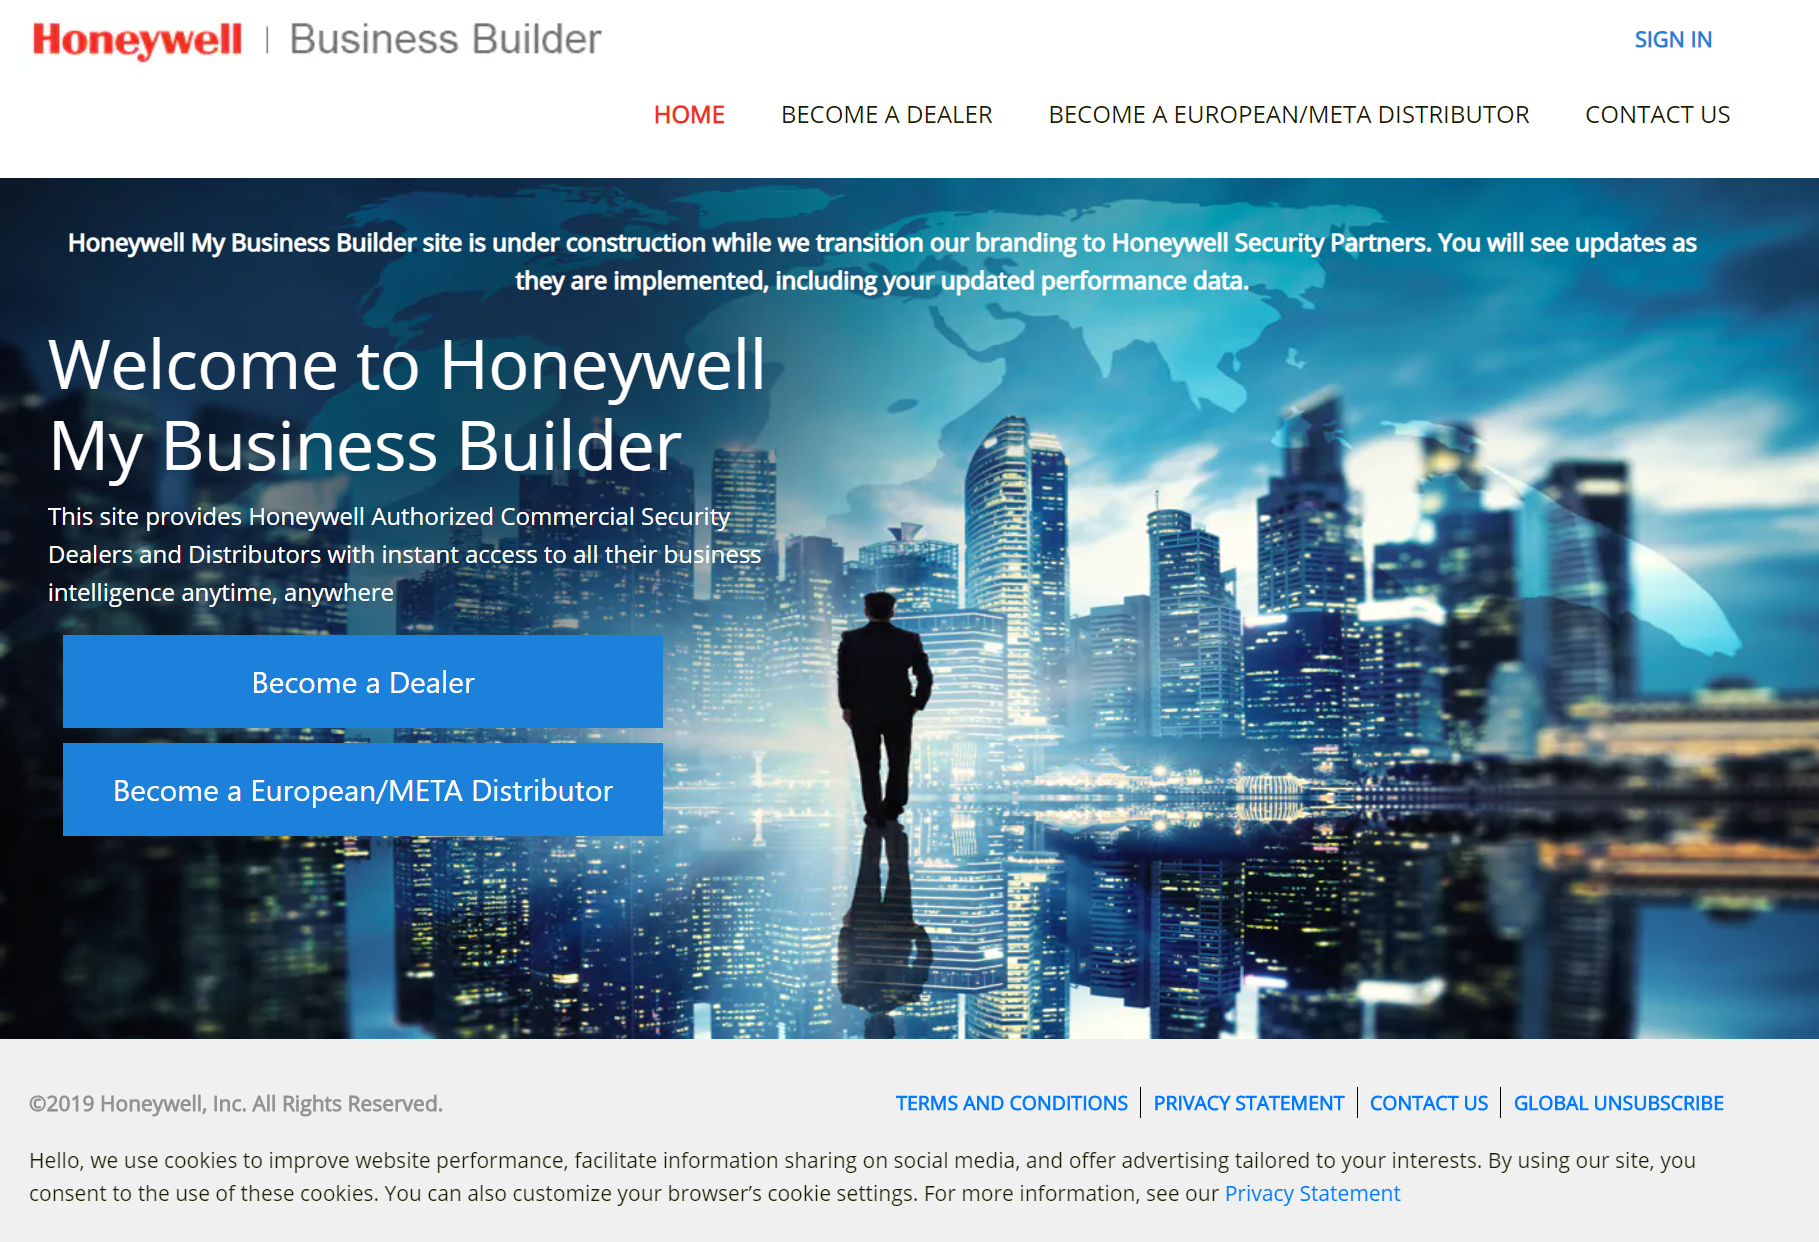 Honeywell | Business Builder
SIGN IN
HOME BECOME A DEALER BECOME A EUROPEAN/META DISTRIBUTOR CONTACT US
Honeywell My Business Builder site is under construction while we transition our branding to Honeywell Security Partners. You will see updates as
they are implemented, including your updated performance data.
Welcome to Honeywell
My Business Builder
This site provides Honeywell Authorized Commercial Security
Dealers and Distributors with instant access to all their business
intelligence anytime, anywhere
Become a Dealer
Become a European/META Distributor
©2019 Honeywell, Inc. All Rights Reserved.
TERMS AND CONDITIONS | PRIVACY STATEMENT | CONTACT US | GLOBAL UNSUBSCRIBE
Hello, we use cookies to improve website performance, facilitate information sharing on social media, and offer advertising tailored to your interests. By using our site, you
consent to the use of these cookies. You can also customize your browser’s cookie settings. For more information, see our Privacy Statement